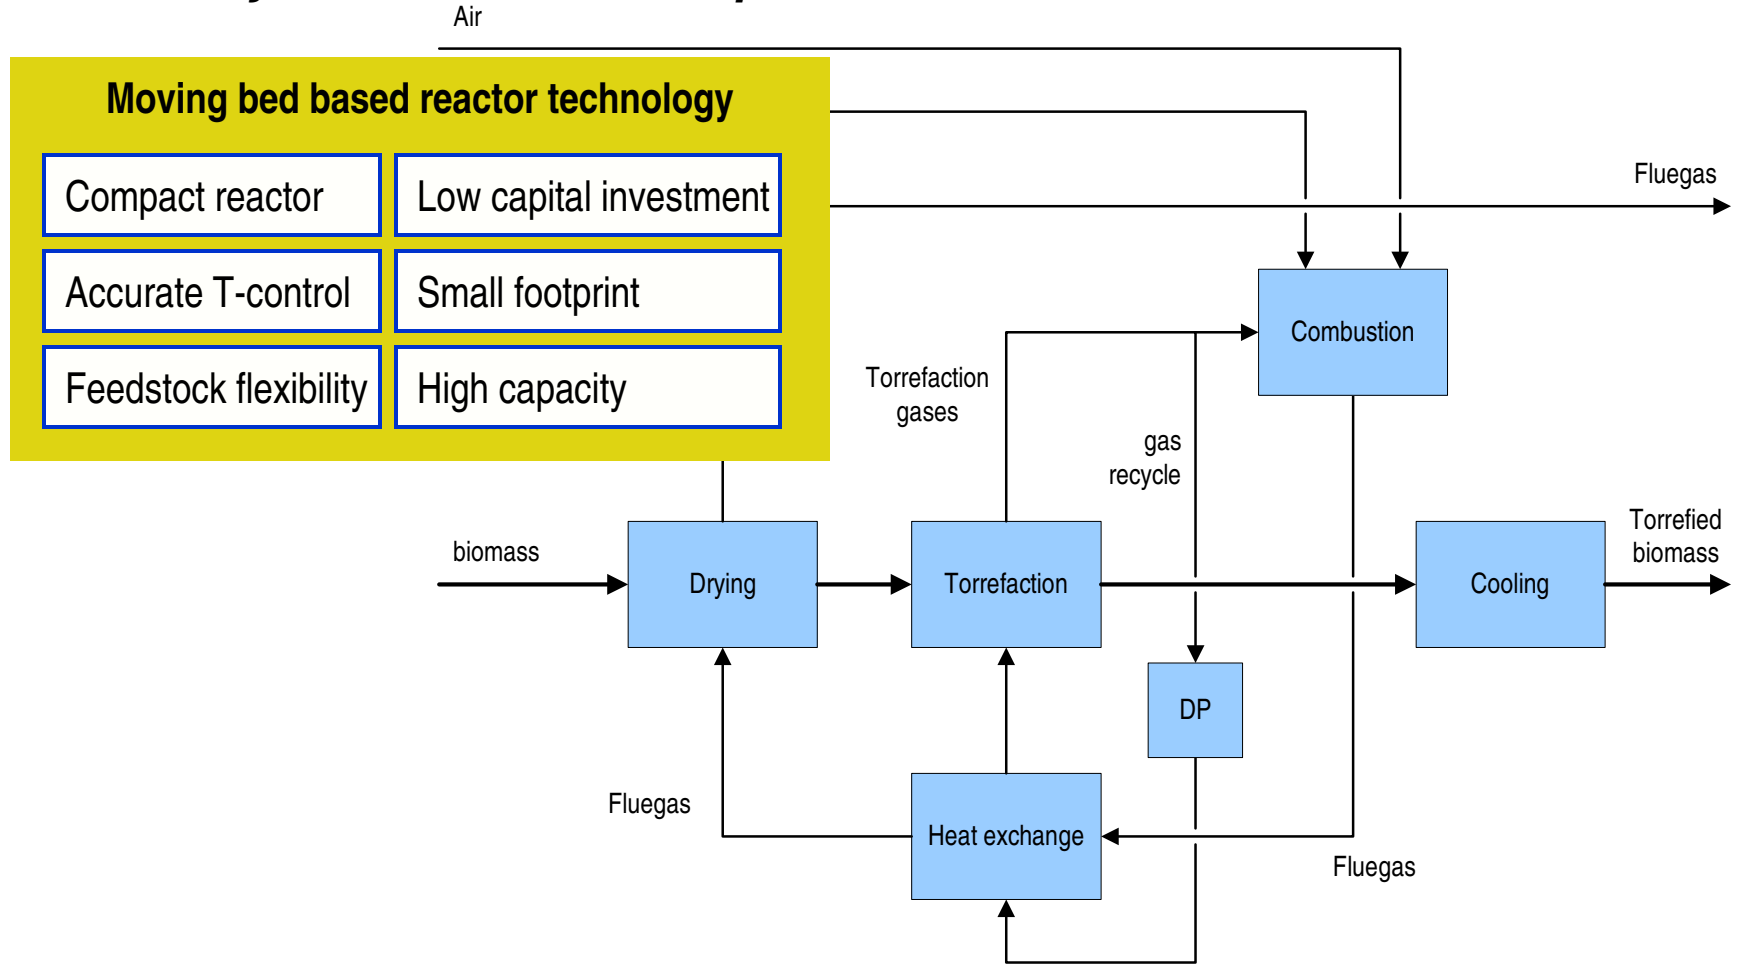 Air
Moving bed based reactor technology
Compact reactor
Low capital investment
Fluegas
Accurate T-control
Small footprint
Combustion
Feedstock flexibility
High capacity
Torrefaction
gases
gas
recycle
biomass
Torrefied
biomass
Drying
Torrefaction
Cooling
DP
Fluegas
Heat exchange
Fluegas